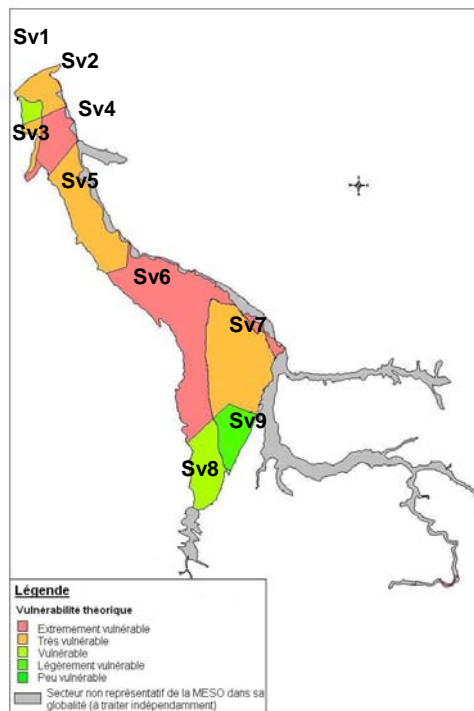 Sv1
Sv2
Sv4
Sv3
Sv5
Sv6
Sv7
Sv9
Sv8
Légende
Vulnérabilité théorique
Extremement vulnérable
Très vulnérable
Vulnérable
Légèrement vulnérable
Peu vulnérable
Secteur non représentatif de la MESO dans sa
globalité (à traiter indépendamment)